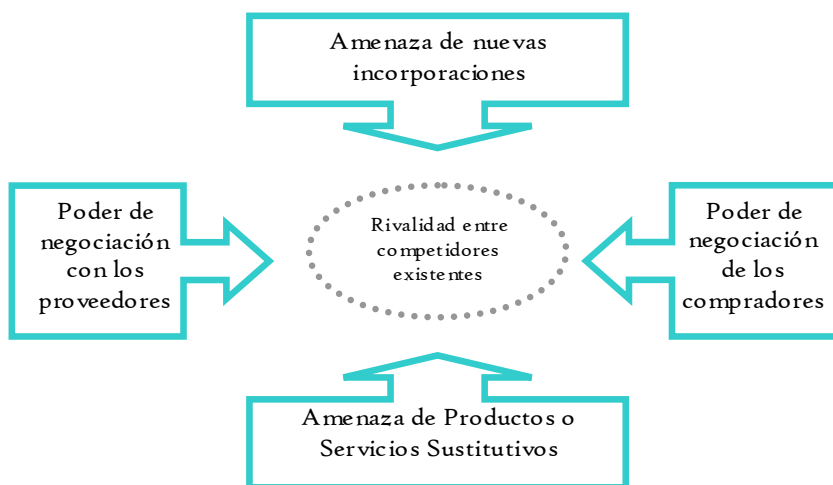 Amenaza de nuevas
incorporaciones
Poder de
negociación
con los
proveedores
Rivalidad entre
competidores
existentes
Poder de
negociación
de los
compradores
Amenaza de Productos o
Servicios Sustitutivos